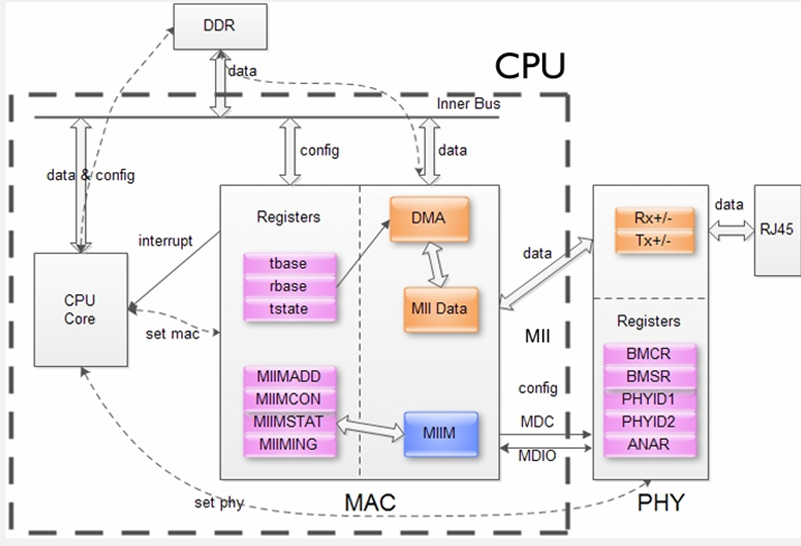 DDR
CPU
data
Inner Bus
data & config
config
data
Registers
DMA
interrupt
tbase
rbase
tstate
MII Data
CPU
Core
set mac
MIIMADD
MIIMCON
MIIMSTAT
MIIMING
MIIM
MAC
set phy
data
MII
config
MDC
MDIO
Rx+/-
Tx+/-
data
RJ45
Registers
BMCR
BMSR
PHYID1
PHYID2
ANAR
PHY